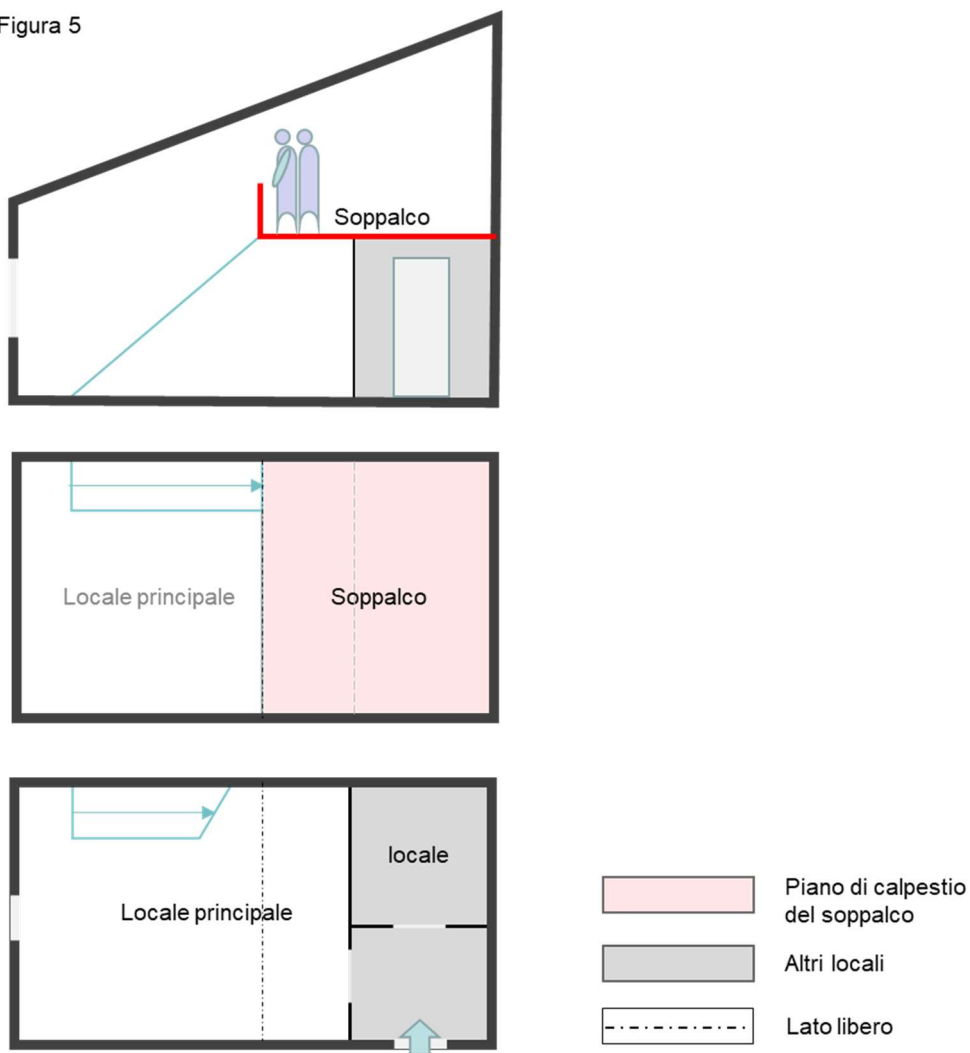 Figura 5
Soppalco
Locale principale
Soppalco
locale
Locale principale
Piano di calpestio
del soppalco
Altri locali
Lato libero